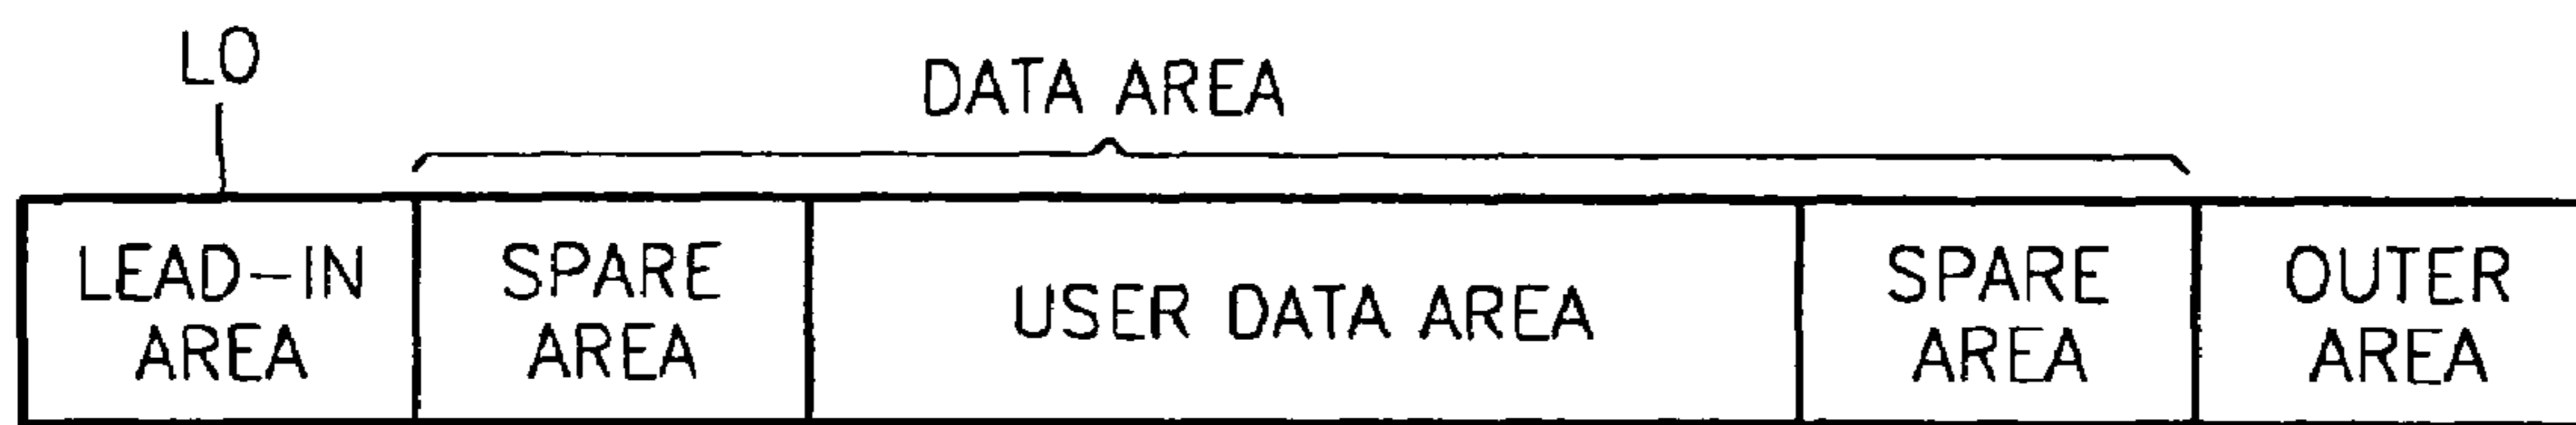 LO
DATA AREA
LEAD-IN
AREA
SPARE
AREA
USER DATA AREA
SPARE
AREA
OUTER
AREA